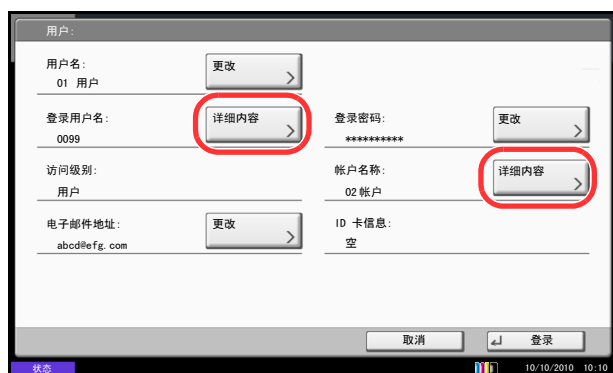 用户:
用户名:
更改
01 用户
登录用户名:
详细内容
登录密码:
更改
0099
**********
访问级别:
帐户名称:
详细内容
用户
02帐户
电子邮件地址:
更改
ID 卡信息:
abcd@efg.com
空
取消
登录
状态
10/10/2010 10:10